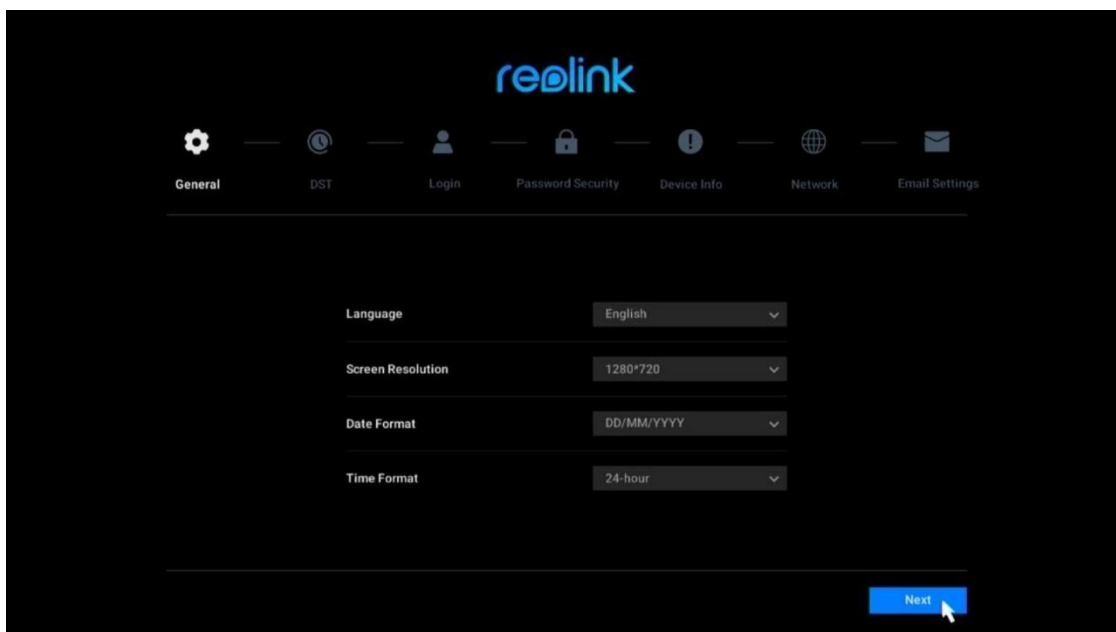 reolink
General DST Login Password Security Device Info Network Email Settings
Language English
Screen Resolution 1280*720
Date Format DD/MM/YYYY
Time Format 24-hour
Next